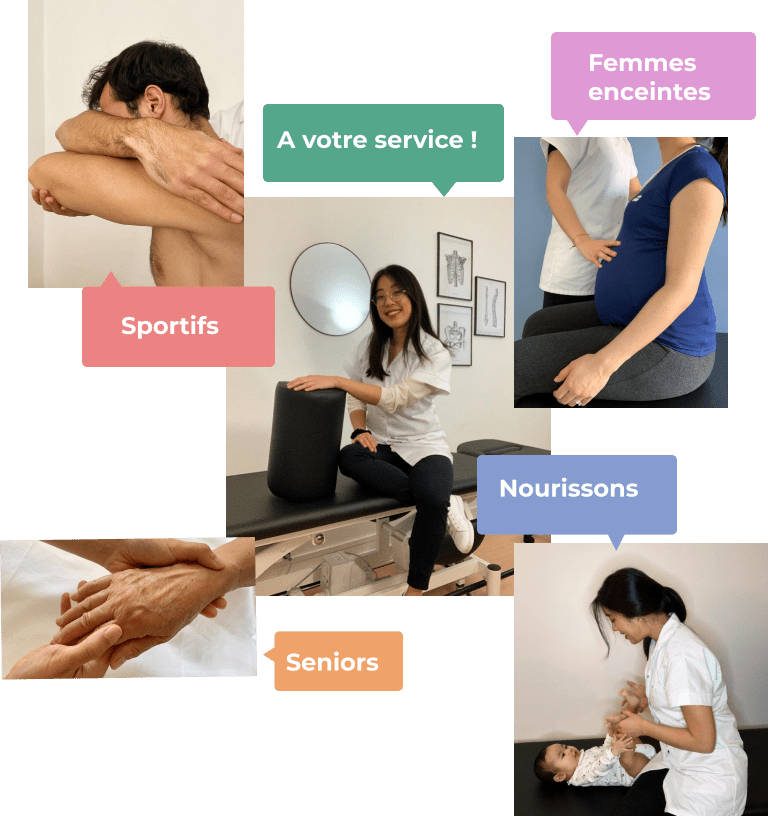 Femmes
enceintes
A votre service !
Sportifs
Nourissons
Seniors